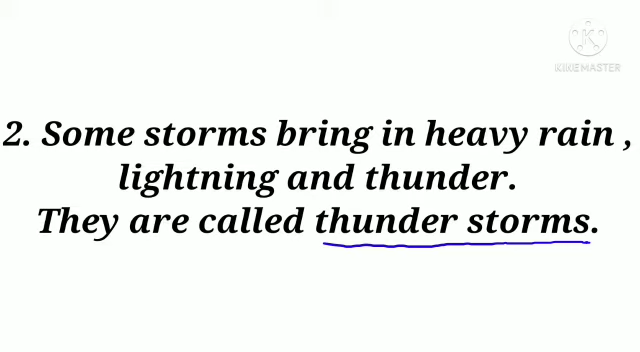 KINEMASTER
2. Some storms bring in heavy rain ,
lightning and thunder.
They are called thunder storms.